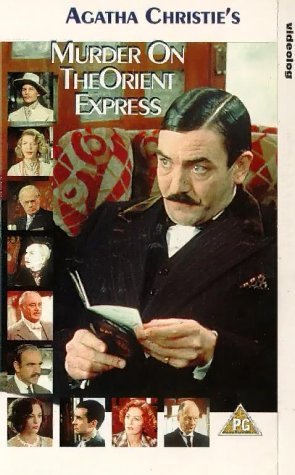 AGATHA CHRISTIE'S
MURDER ON
THE ORIENT
EXPRESS
videolog
PG